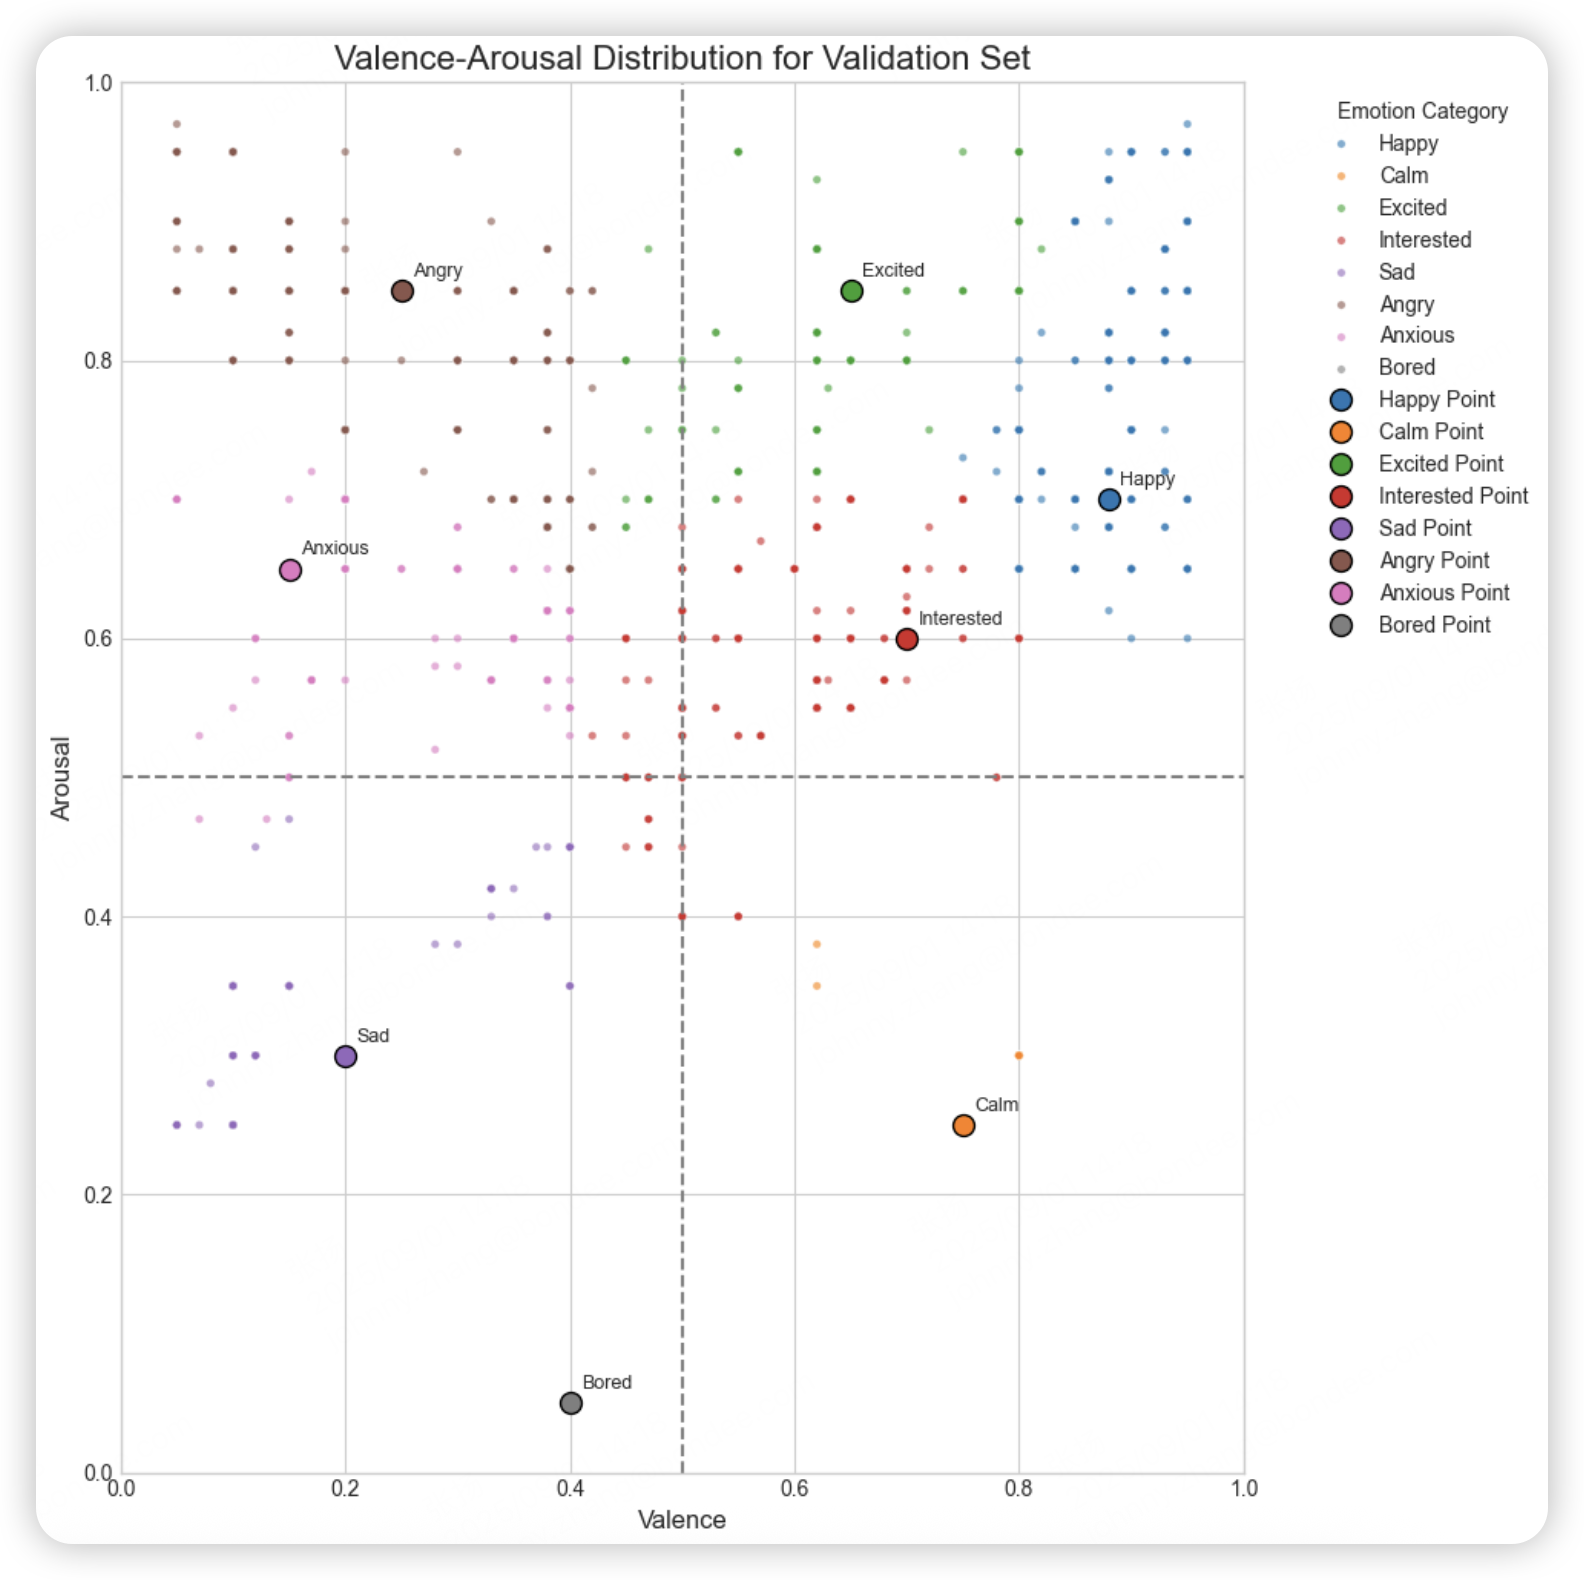 Valence-Arousal Distribution for Validation Set
1.0
0.8
0.6
0.4
0.2
0.0
Arousal
0.0
0.2
0.4
0.6
0.8
1.0
Valence
Angry
Excited
Happy
Anxious
Interested
Sad
Calm
Bored
Emotion Category
Happy
Calm
Excited
Interested
Sad
Angry
Anxious
Bored
Happy Point
Calm Point
Excited Point
Interested Point
Sad Point
Angry Point
Anxious Point
Bored Point